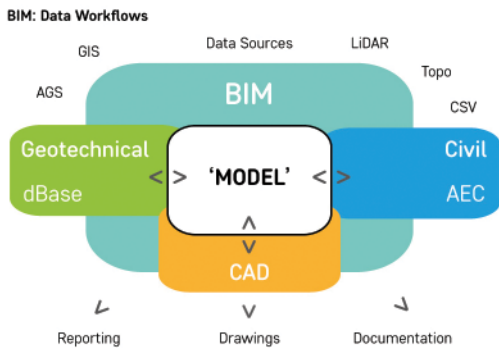 BIM: Data Workflows
GIS
Data Sources
LiDAR
Topo
AGS
CSV
BIM
Geotechnical
dBase
< >
'MODEL'
< >
Civil
AEC
CAD
Reporting
Drawings
Documentation